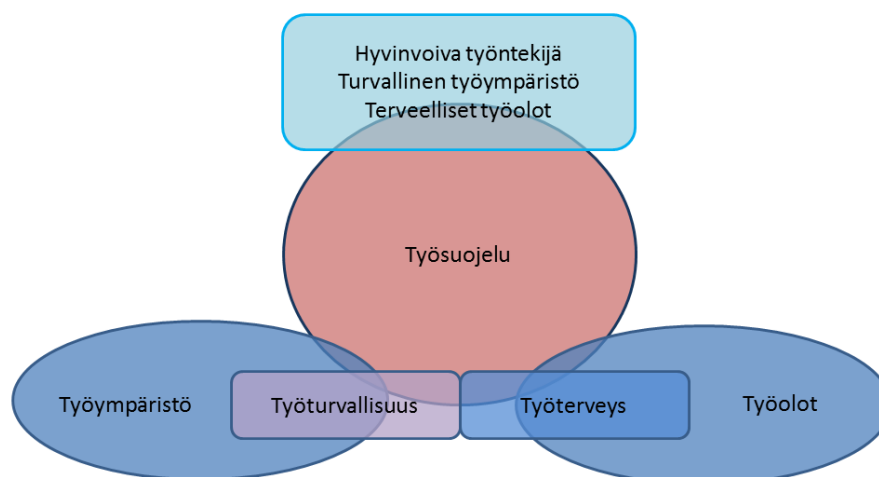 Hyvinvoiva työntekijä
Turvallinen työympäristö
Terveelliset työolot
Työsuojelu
Työympäristö
Työturvallisuus
Työterveys
Työolot